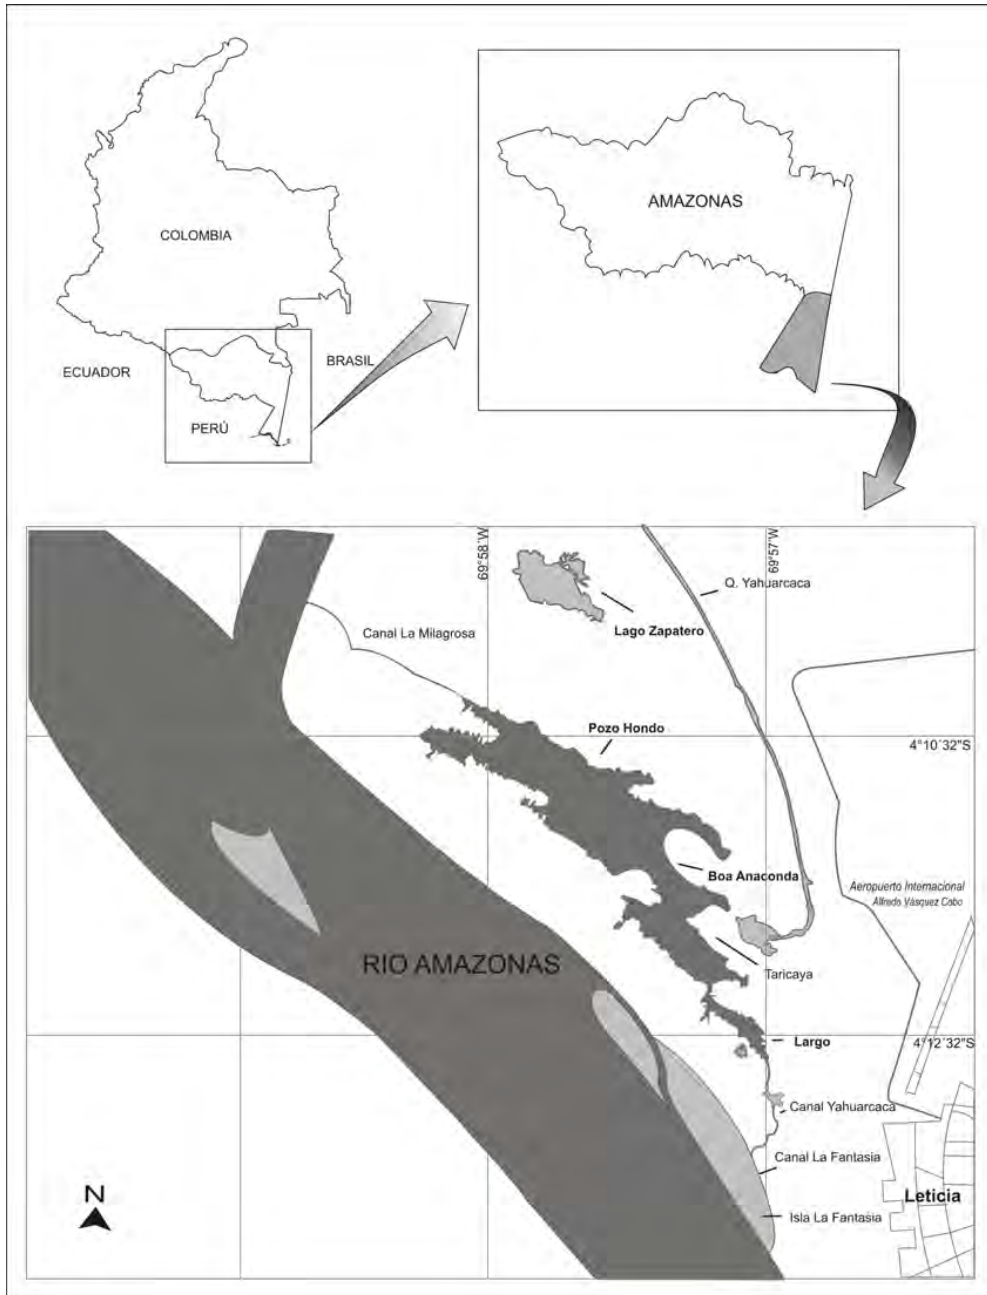 COLOMBIA
ECUADOR
BRASIL
PERÚ
AMAZONAS
69°58´W
69°57´W
Q. Yahuarcaca
Canal La Milagrosa
Lago Zapatero
Pozo Hondo
4°10´32"S
Boa Anaconda
Aeropuerto Internacional
Alfredo Vásquez Cobo
RIO AMAZONAS
Taricaya
Largo
4°12´32"S
Canal Yahuarcaca
Canal La Fantasia
Leticia
Isla La Fantasia
N